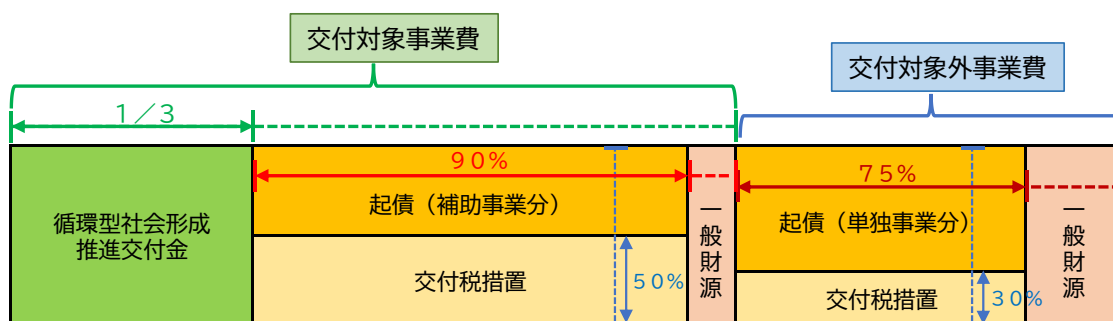 交付対象事業費
交付対象外事業費
１／３
９０%
７５%
循環型社会形成
推進交付金
起債（補助事業分）
交付税措置
５０%
一般財源
起債（単独事業分）
交付税措置
３０%
一般財源